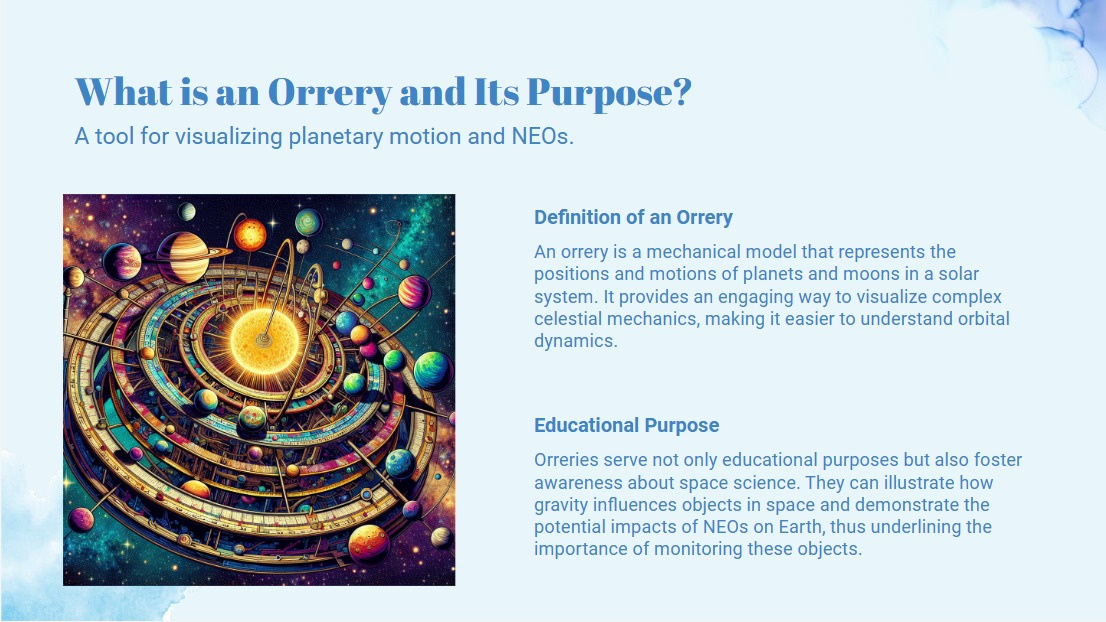 What is an Orrery and Its Purpose?
A tool for visualizing planetary motion and NEOs.
Definition of an Orrery
An orrery is a mechanical model that represents the
positions and motions of planets and moons in a solar
system. It provides an engaging way to visualize complex
celestial mechanics, making it easier to understand orbital
dynamics.
Educational Purpose
Orreries serve not only educational purposes but also foster
awareness about space science. They can illustrate how
gravity influences objects in space and demonstrate the
potential impacts of NEOs on Earth, thus underlining the
importance of monitoring these objects.